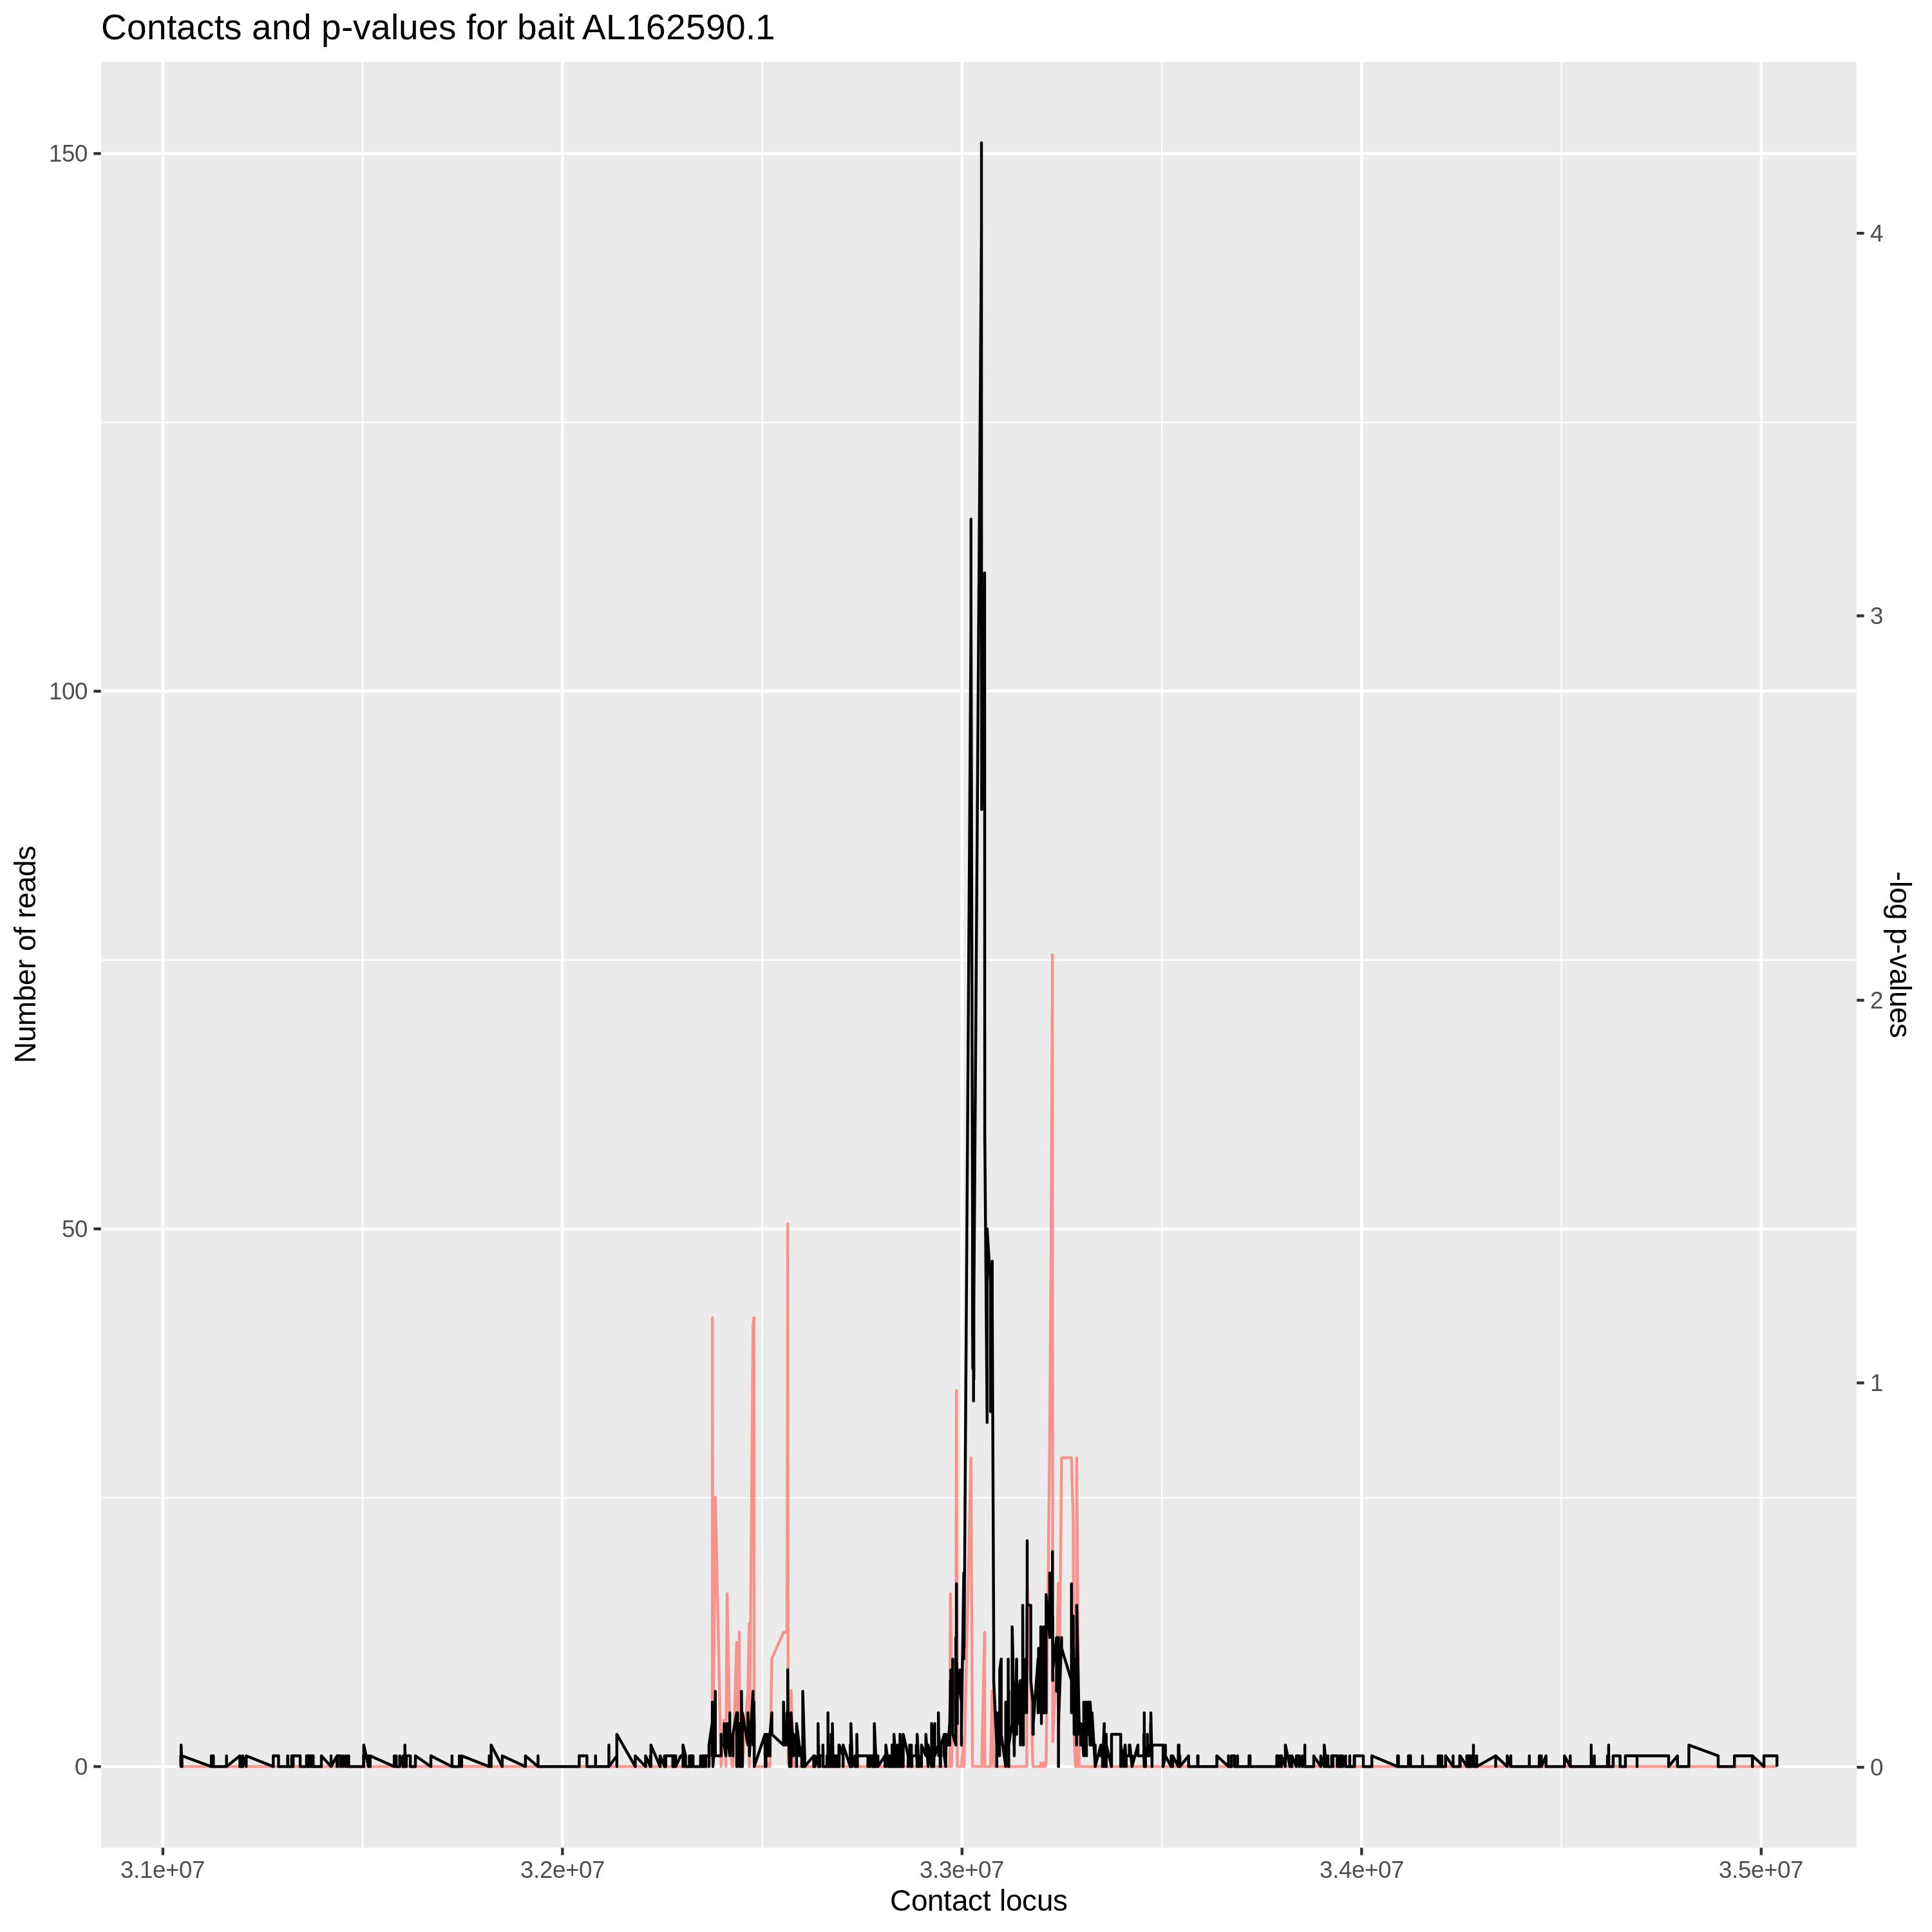 Contacts and p-values for bait AL162590.1
150
100
50
0
Number of reads
4
3
2
1
0
-log p-values
3.1e+07
3.2e+07
3.3e+07
3.4e+07
3.5e+07
Contact locus